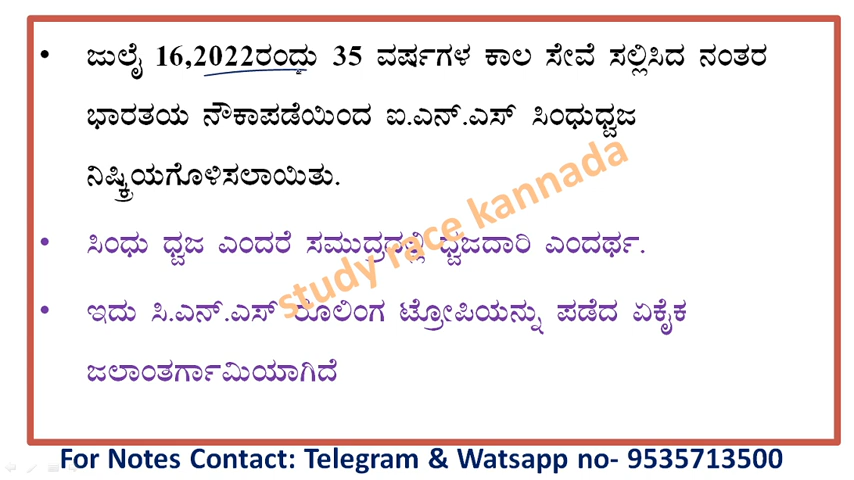 • ಜುಲೈ 16,2022ರಂದು 35 ವರ್ಷಗಳ ಕಾಲ ಸೇವೆ ಸಲ್ಲಿಸಿದ ನಂತರ
ಭಾರತಯ ನೌಕಾಪಡೆಯಿಂದ ಐ.ಎನ್.ಎಸ್ ಸಿಂಧುಧ್ವಜ
ನಿಷ್ಕ್ರಿಯಗೊಳಿಸಲಾಯಿತು.
• ಸಿಂಧು ಧ್ವಜ ಎಂದರೆ ಸಮುದ್ರದಲ್ಲಿ ಧ್ವಜದಾರಿ ಎಂದರ್ಥ.
• ಇದು ಸಿ.ಎನ್.ಎಸ್ ರೊಲಿಂಗ ಟ್ರೋಪಿಯನ್ನು ಪಡೆದ ಏಕೈಕ
ಜಲಾಂತರ್ಗಾಮಿಯಾಗಿದೆ
study race kannada
For Notes Contact: Telegram & Watsapp no- 9535713500